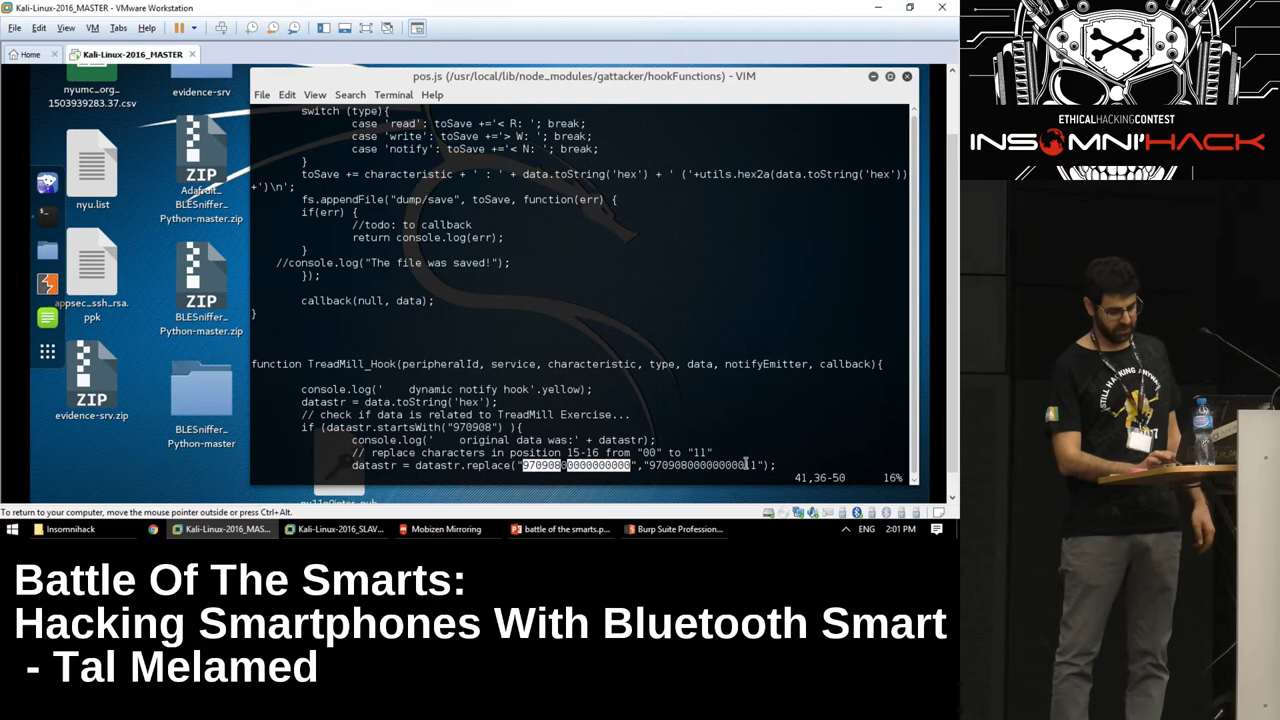 Kali-Linux-2016_MASTER - VMware Workstation
File Edit View VM Tabs Help
Home Kali-Linux-2016_MASTER
nyumc_org_
1503939283.37.csv
evidence-srv
nyu.list
ZIP
Adafruit_
BLESniffer_
Python-master.zip
appsec_ssh_rsa.
ppk
ZIP
BLESniffer_
Python-master.zip
ZIP
evidence-srv.zip
BLESniffer_
Python-master
pos.js (/usr/local/lib/node_modules/gattacker/hookFunctions) - VIM
File Edit View Search Terminal Help
switch (type){
case 'read': toSave +='< R: '; break;
case 'write': toSave +='> W: '; break;
case 'notify': toSave +='< N: '; break;
}
toSave += characteristic + ' : ' + data.toString('hex') + ' ('+utils.hex2a(data.toString('hex'))
+')\n';
fs.appendFile("dump/save", toSave, function(err) {
if(err) {
//todo: to callback
return console.log(err);
}
//console.log("The file was saved!");
});
callback(null, data);
}
function TreadMill_Hook(peripheralId, service, characteristic, type, data, notifyEmitter, callback){
console.log('    dynamic notify hook'.yellow);
datastr = data.toString('hex');
// check if data is related to TreadMill Exercise...
if (datastr.startsWith("970908") ){
console.log('    original data was:' + datastr);
// replace characters in position 15-16 from "00" to "11"
datastr = datastr.replace("9709080000000000","9709080000000011");
41,36-50 16%
To return to your computer, move the mouse pointer outside or press Ctrl+Alt.
Insomnihack Kali-Linux-2016_MAS... Kali-Linux-2016_SLAV... Mobizen Mirroring battle of the smarts.p... Burp Suite Profession... ENG 2:01 PM
ETHICALHACKINGCONTEST
INSOMNI'HACK
STILL HACKING ANYWAY
Battle Of The Smarts:
Hacking Smartphones With Bluetooth Smart
- Tal Melamed